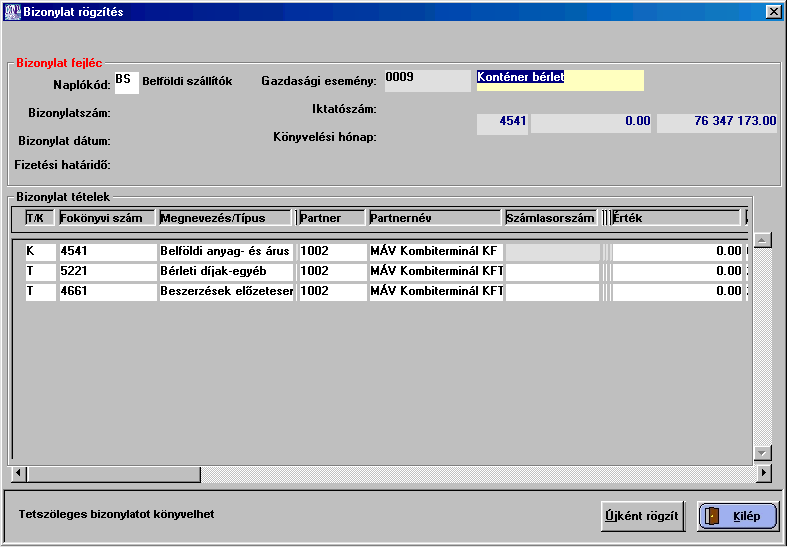 Bizonylat rögzítés
Bizonylat fejléc
Naplókód: BS Belföldi szállítók Gazdasági esemény: 0009 Konténer bérlet
Bizonylatszám: Iktatószám:
4541 0.00 76 347 173.00
Bizonylat dátum: Könyvelési hónap:
Fizetési határidő:
Bizonylat tételek
T/K Fokönyvi szám Megnevezés/Típus Partner Partnernév Számlasorszám Érték
K 4541 Belföldi anyag- és árus 1002 MÁV Kombiterminál KF 0.00
T 5221 Bérleti díjak-egyéb 1002 MÁV Kombiterminál KFT 0.00
T 4661 Beszerzések előzeteser 1002 MÁV Kombiterminál KFT 0.00
Tetszöleges bizonylatot könyvelhet
Újként rögzít Kilép